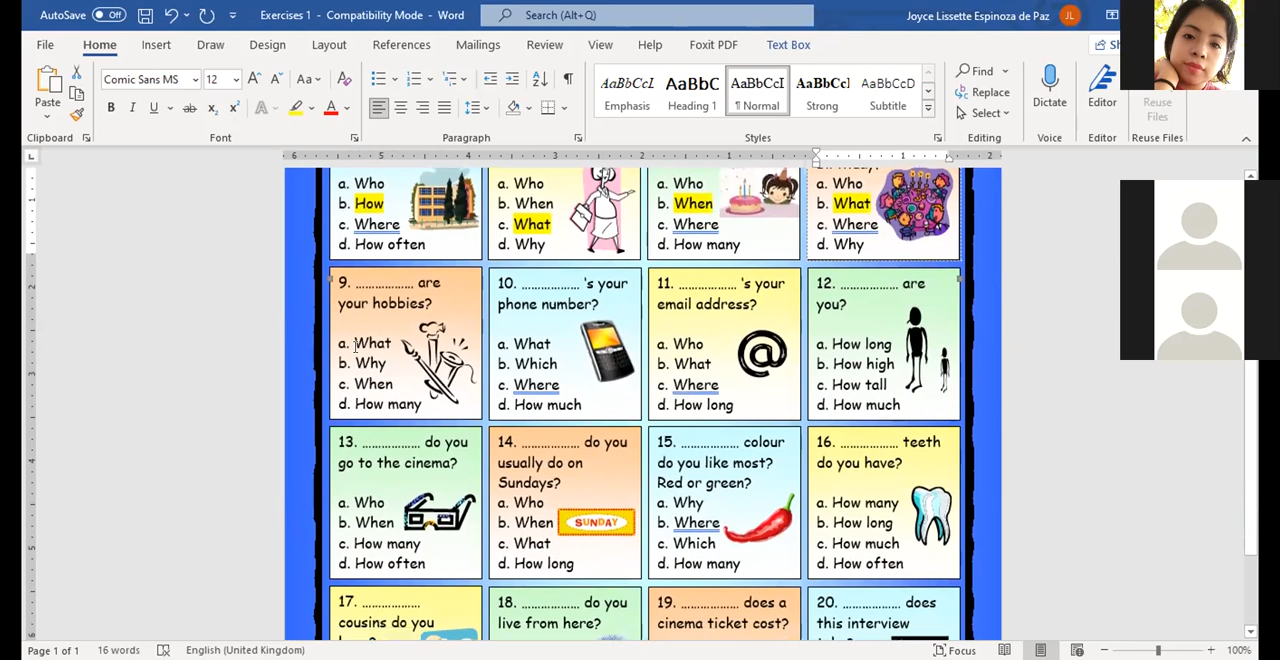 AutoSave Off
Exercises 1 - Compatibility Mode - Word
Search (Alt+Q)
Joyce Lissette Espinoza de Paz JL
File Home Insert Draw Design Layout References Mailings Review View Help Foxit PDF Text Box
Paste
Comic Sans MS 12
AaBbCcI AaBbC AaBbCcI AaBbCcl AaBbCcD
Emphasis Heading 1 ¶ Normal Strong Subtitle
Find
Replace
Select
Dictate
Editor
Reuse
Files
Clipboard Font Paragraph Styles Editing Voice Editor Reuse Files
6 5 4 3 2 1 1 2
a. Who
b. How
c. Where
d. How often
a. Who
b. When
c. What
d. Why
a. Who
b. When
c. Where
d. How many
a. Who
b. What
c. Where
d. Why
9. .................. are
your hobbies?
a. What
b. Why
c. When
d. How many
10. .................. 's your
phone number?
a. What
b. Which
c. Where
d. How much
11. .................. 's your
email address?
a. Who
b. What
c. Where
d. How long
@
12. .................. are
you?
a. How long
b. How high
c. How tall
d. How much
13. .................. do you
go to the cinema?
a. Who
b. When
c. How many
d. How often
14. .................. do you
usually do on
Sundays?
a. Who
b. When
c. What
d. How long
SUNDAY
15. .................. colour
do you like most?
Red or green?
a. Why
b. Where
c. Which
d. How many
16. .................. teeth
do you have?
a. How many
b. How long
c. How much
d. How often
17. ..................
cousins do you
18. .................. do you
live from here?
19. .................. does a
cinema ticket cost?
20. .................. does
this interview
Page 1 of 1 16 words English (United Kingdom) Focus 100%